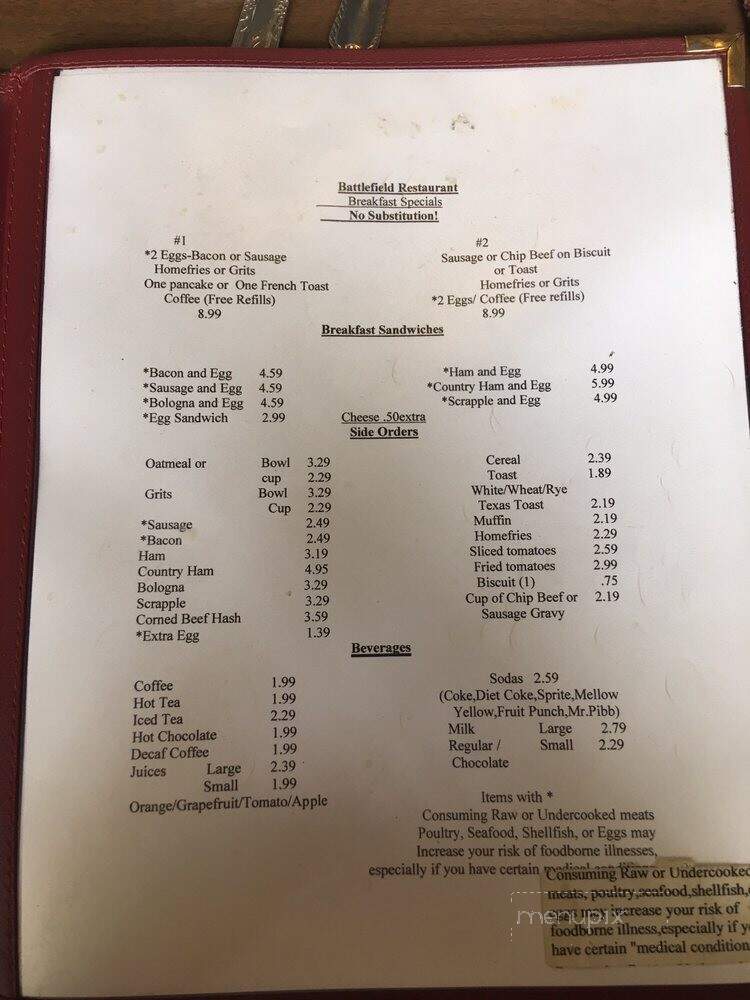 Battlefield Restaurant
Breakfast Specials
No Substitution!
#1
*2 Eggs-Bacon or Sausage
Homefries or Grits
One pancake or One French Toast
Coffee (Free Refills)
8.99
#2
Sausage or Chip Beef on Biscuit
or Toast
Homefries or Grits
*2 Eggs/ Coffee (Free refills)
8.99
Breakfast Sandwiches
*Bacon and Egg 4.59
*Sausage and Egg 4.59
*Bologna and Egg 4.59
*Egg Sandwich 2.99
*Ham and Egg 4.99
*Country Ham and Egg 5.99
*Scrapple and Egg 4.99
Cheese .50extra
Side Orders
Oatmeal or Bowl 3.29
cup 2.29
Grits Bowl 3.29
Cup 2.29
*Sausage 2.49
*Bacon 2.49
Ham 3.19
Country Ham 4.95
Bologna 3.29
Scrapple 3.29
Corned Beef Hash 3.59
*Extra Egg 1.39
Cereal 2.39
Toast 1.89
White/Wheat/Rye
Texas Toast 2.19
Muffin 2.19
Homefries 2.29
Sliced tomatoes 2.59
Fried tomatoes 2.99
Biscuit (1) .75
Cup of Chip Beef or 2.19
Sausage Gravy
Beverages
Coffee 1.99
Hot Tea 1.99
Iced Tea 2.29
Hot Chocolate 1.99
Decaf Coffee 1.99
Juices Large 2.39
Small 1.99
Orange/Grapefruit/Tomato/Apple
Sodas 2.59
(Coke,Diet Coke,Sprite,Mellow
Yellow,Fruit Punch,Mr.Pibb)
Milk Large 2.79
Regular / Small 2.29
Chocolate
Items with *
Consuming Raw or Undercooked meats
Poultry, Seafood, Shellfish, or Eggs may
Increase your risk of foodborne illnesses,
especially if you have certain
Consuming Raw or Undercooked
meats, poultry,seafood,shellfish,
eggs may increase your risk of
foodborne illness,especially if
have certain "medical condition
menupix